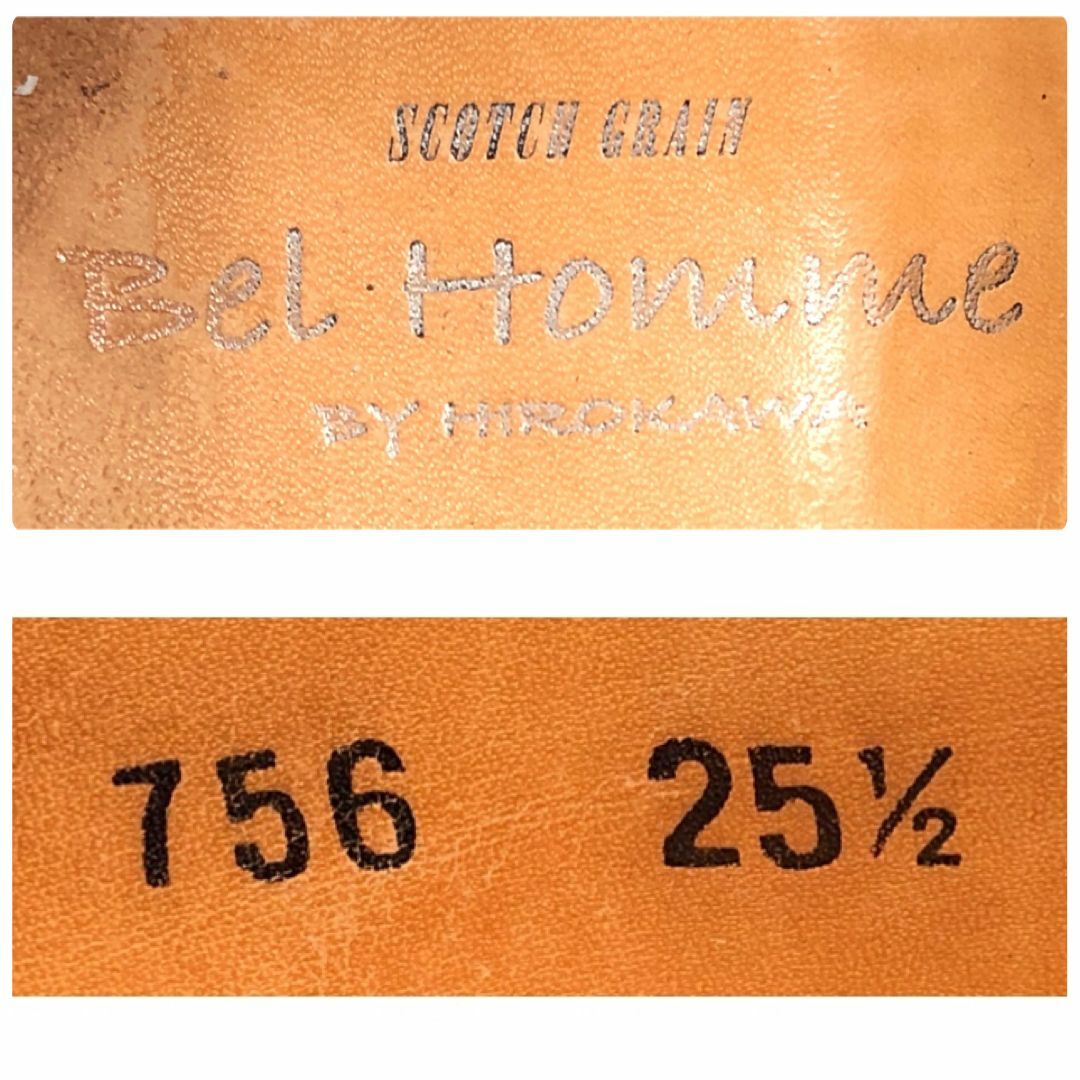 SCOTCH GRAIN
Bel Homme
BY HIROKAWA
756 25½